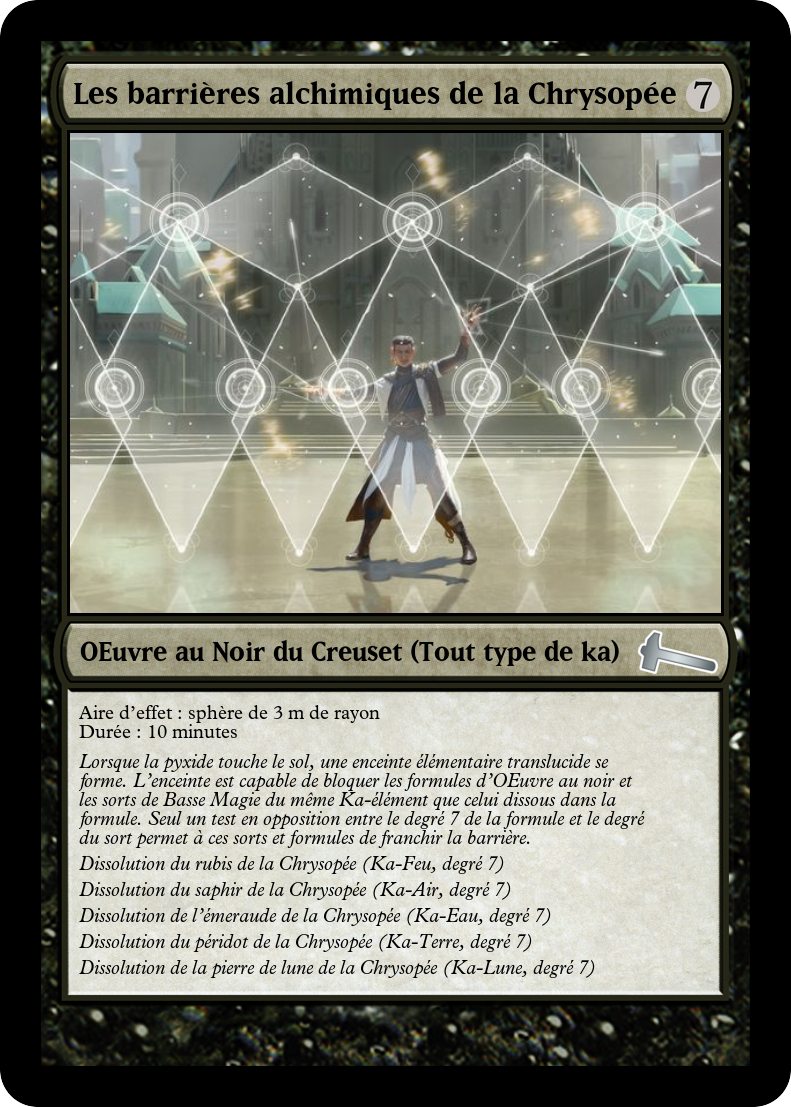 Les barrières alchimiques de la Chrysopée 7
OEuvre au Noir du Creuset (Tout type de ka)
Aire d'effet : sphère de 3 m de rayon
Durée : 10 minutes
Lorsque la pyxide touche le sol, une enceinte élémentaire translucide se
forme. L'enceinte est capable de bloquer les formules d'OEuvre au noir et
les sorts de Basse Magie du même Ka-élément que celui dissous dans la
formule. Seul un test en opposition entre le degré 7 de la formule et le degré
du sort permet à ces sorts et formules de franchir la barrière.
Dissolution du rubis de la Chrysopée (Ka-Feu, degré 7)
Dissolution du saphir de la Chrysopée (Ka-Air, degré 7)
Dissolution de l'émeraude de la Chrysopée (Ka-Eau, degré 7)
Dissolution du péridot de la Chrysopée (Ka-Terre, degré 7)
Dissolution de la pierre de lune de la Chrysopée (Ka-Lune, degré 7)